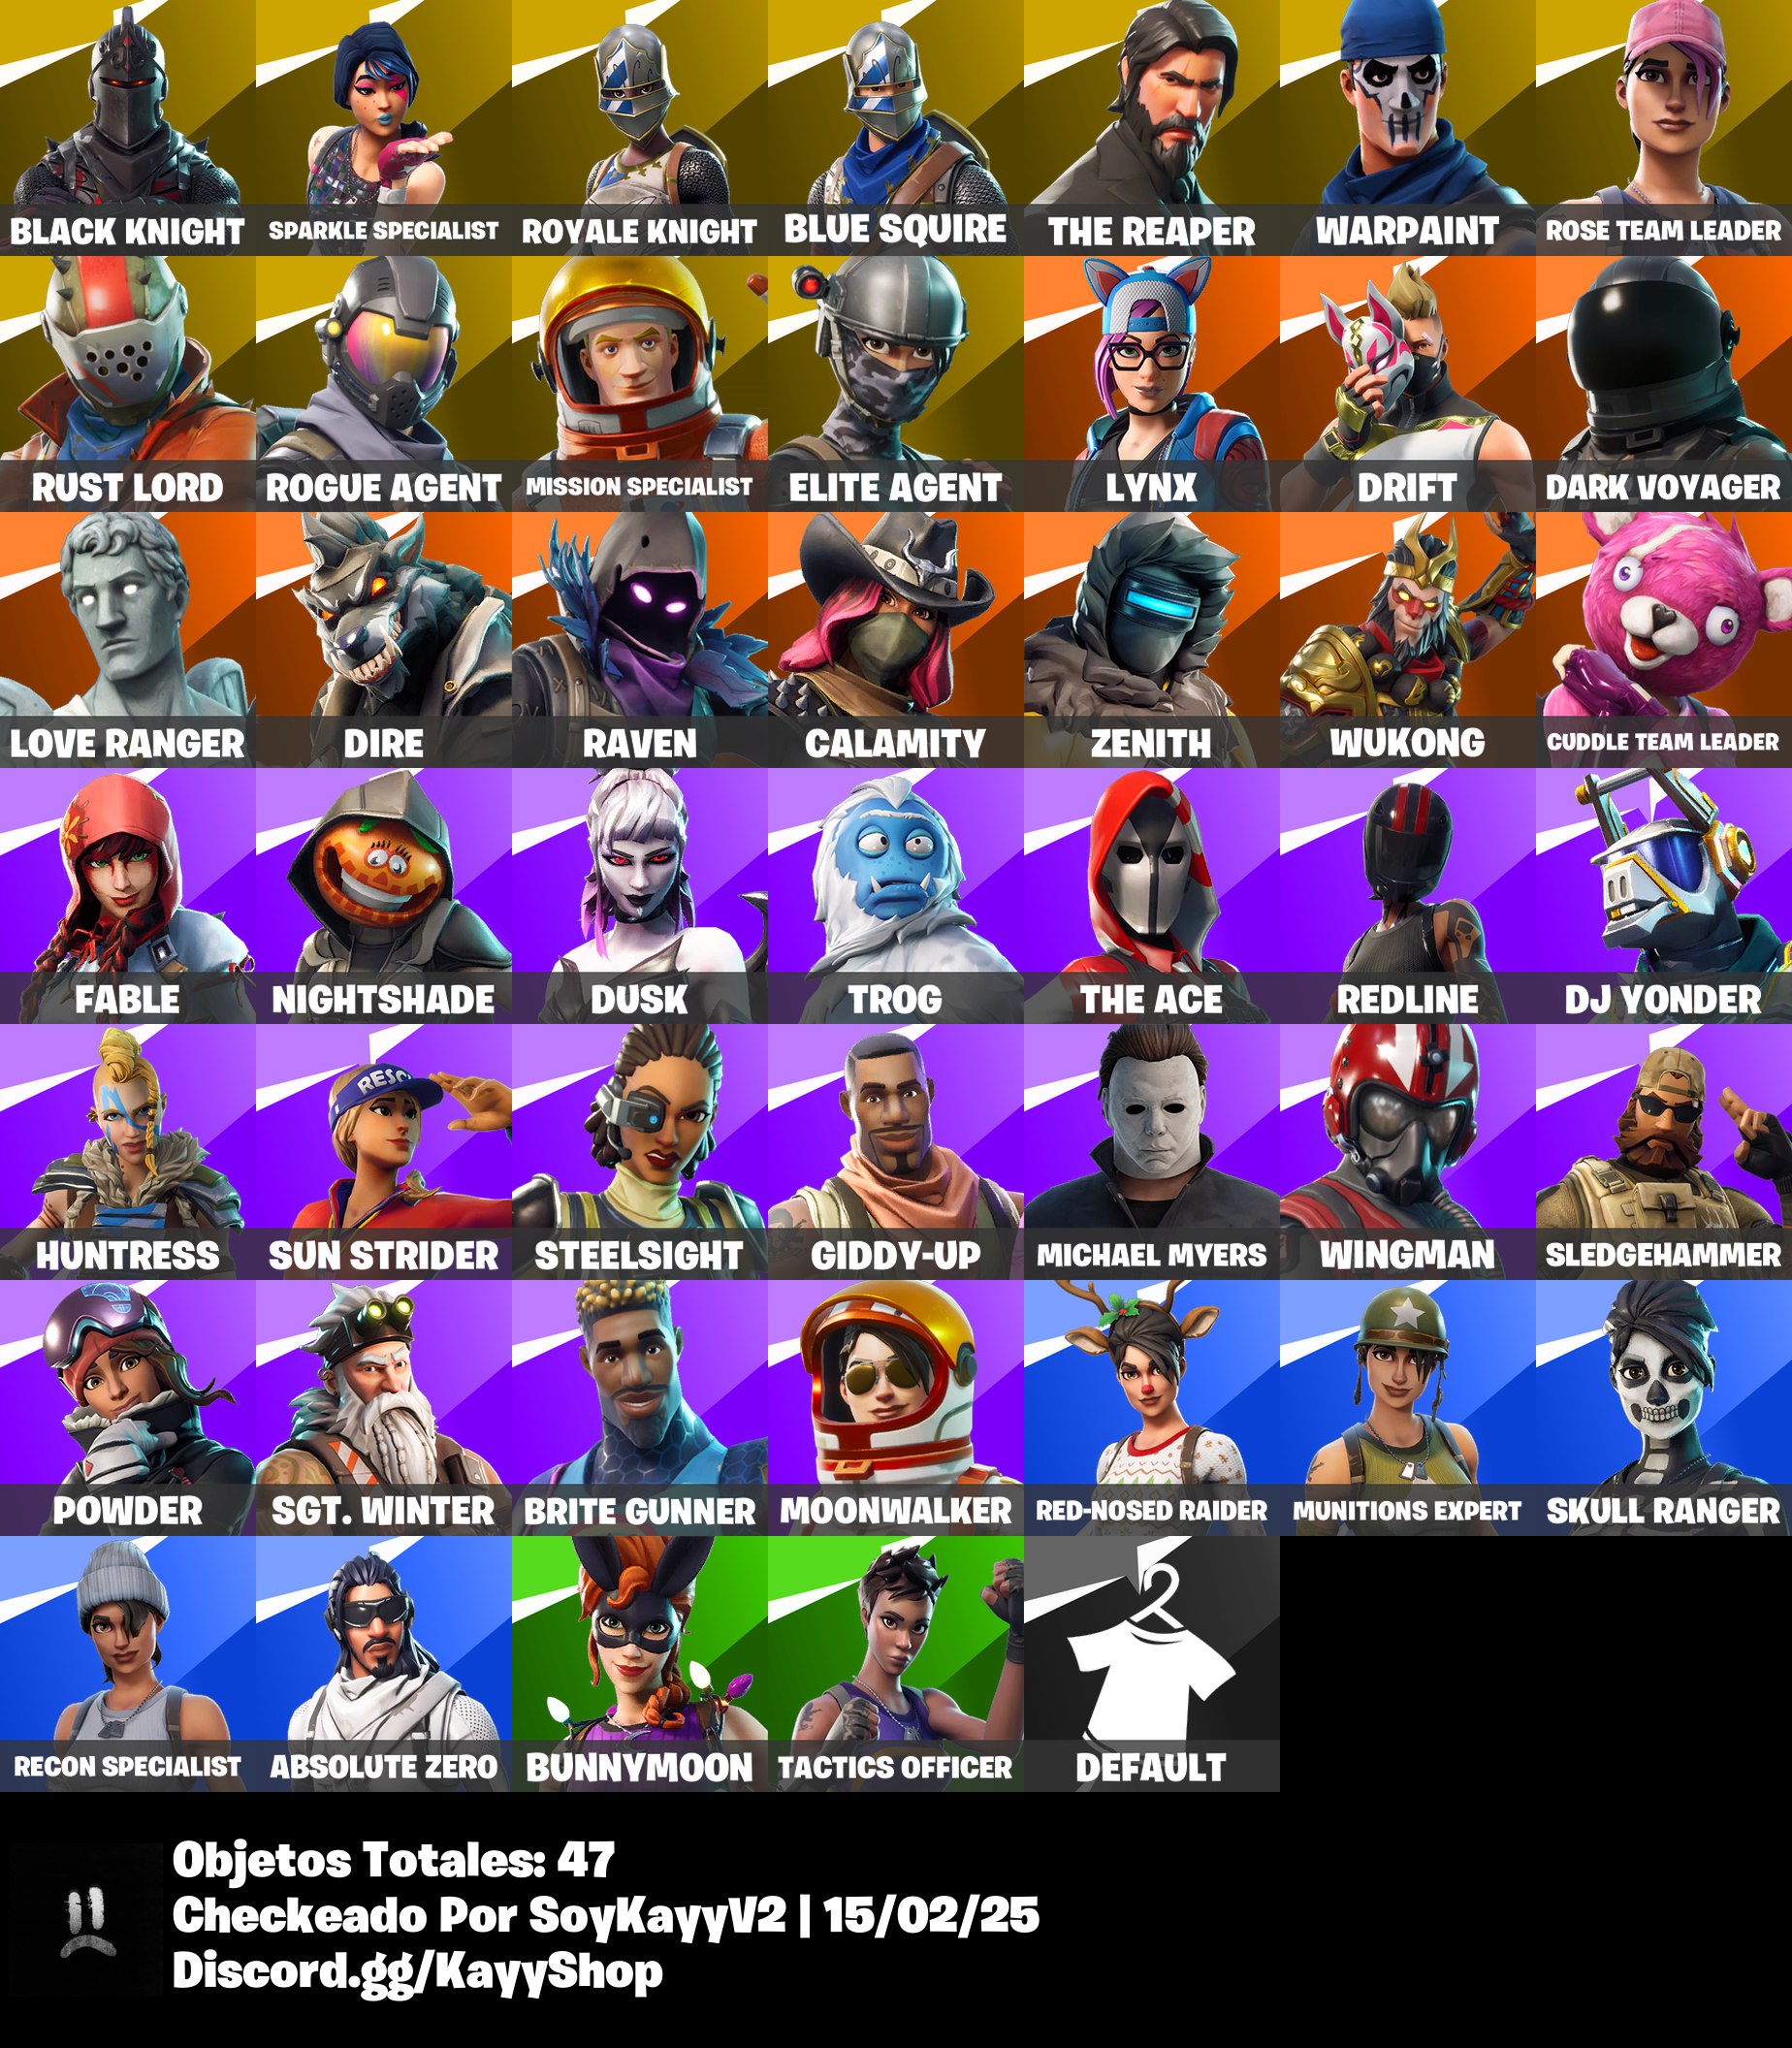 BLACK KNIGHT
SPARKLE SPECIALIST
ROYALE KNIGHT
BLUE SQUIRE
THE REAPER
WARPAINT
ROSE TEAM LEADER
RUST LORD
ROGUE AGENT
MISSION SPECIALIST
ELITE AGENT
LYNX
DRIFT
DARK VOYAGER
LOVE RANGER
DIRE
RAVEN
CALAMITY
ZENITH
WUKONG
CUDDLE TEAM LEADER
FABLE
NIGHTSHADE
DUSK
TROG
THE ACE
REDLINE
DJ YONDER
HUNTRESS
RESC
SUN STRIDER
STEELSIGHT
GIDDY-UP
MICHAEL MYERS
WINGMAN
SLEDGEHAMMER
POWDER
SGT. WINTER
BRITE GUNNER
MOONWALKER
RED-NOSED RAIDER
MUNITIONS EXPERT
SKULL RANGER
RECON SPECIALIST
ABSOLUTE ZERO
BUNNYMOON
TACTICS OFFICER
DEFAULT
Objetos Totales: 47
Checkeado Por SoyKayyV2 | 15/02/25
Discord.gg/KayyShop